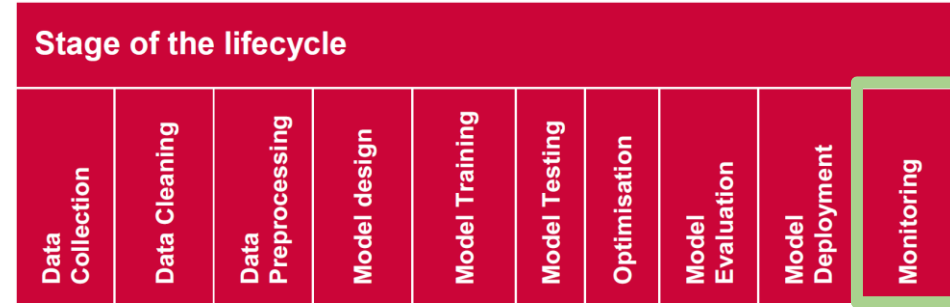 Stage of the lifecycle
Data
Collection
Data Cleaning
Data
Preprocessing
Model design
Model Training
Model Testing
Optimisation
Model
Evaluation
Model
Deployment
Monitoring